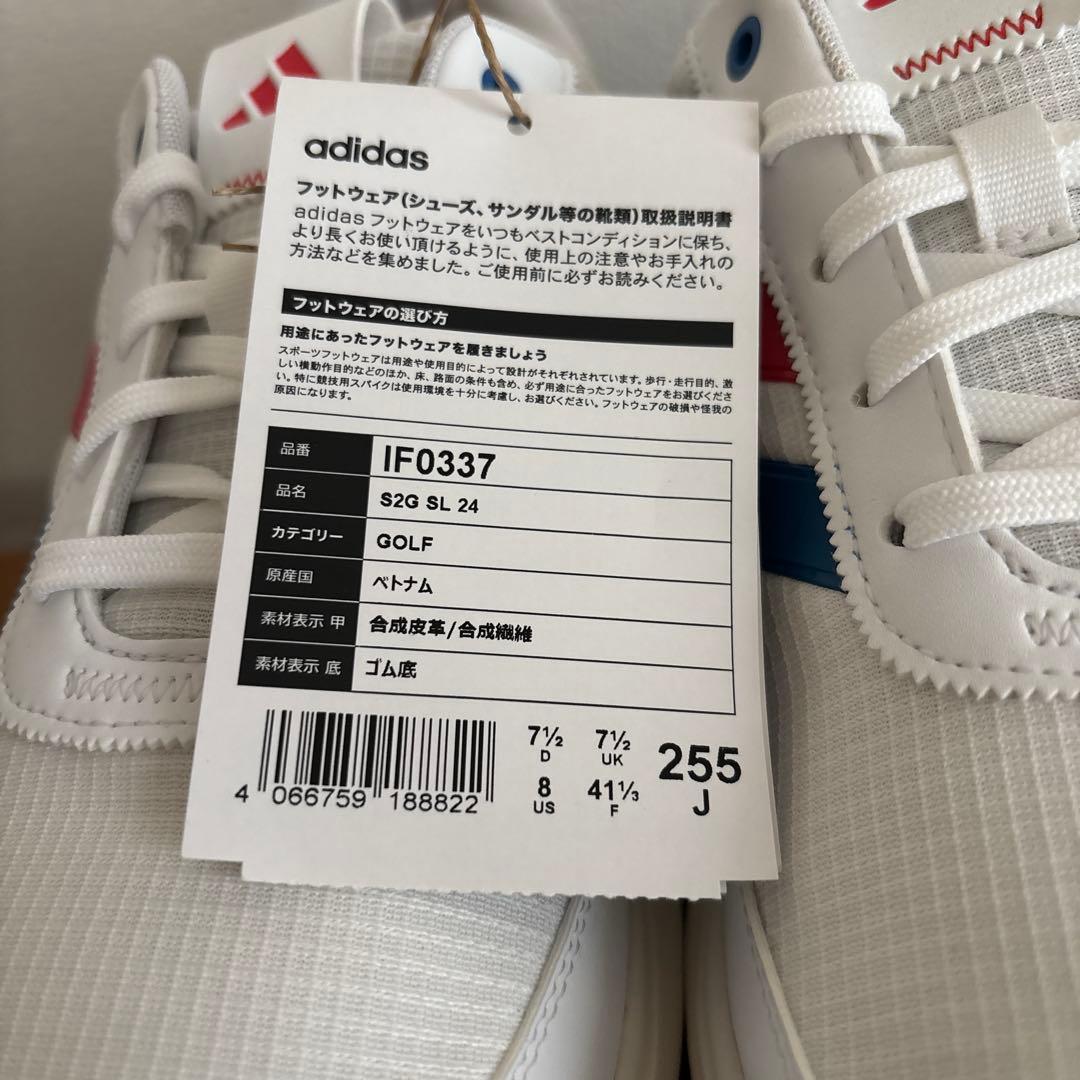 adidas
フットウェア(シューズ、サンダル等の靴類)取扱説明書
adidas フットウェアをいつもベストコンディションに保ち、
より長くお使い頂けるように、使用上の注意やお手入れの
方法などを集めました。ご使用前に必ずお読みください。
フットウェアの選び方
用途にあったフットウェアを履きましょう
スポーツフットウェアは用途や使用目的によって設計がそれぞれされています。歩行・走行目的、激
しい横動作目的などのほか、床、路面の条件も含め、必ず用途に合ったフットウェアをお選びくださ
い。特に競技用スパイクは使用環境を十分に考慮し、お選びください。フットウェアの破損や怪我の
原因になります。
品番 IF0337
品名 S2G SL 24
カテゴリー GOLF
原産国 ベトナム
素材表示 甲 合成皮革/合成繊維
素材表示 底 ゴム底
7½ 7½ 255
D UK J
8 41⅓
US F
4 066759 188822